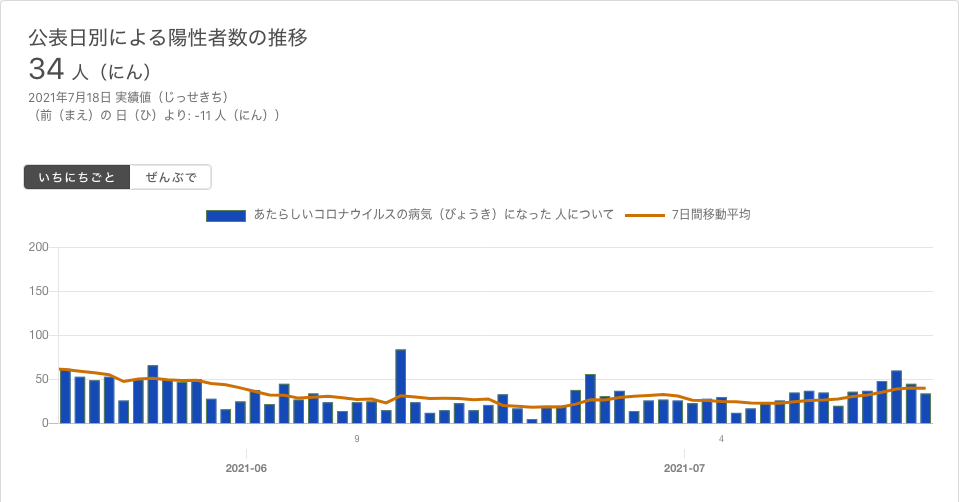 公表日別による陽性者数の推移
34 人（にん）
2021年7月18日 実績値（じっせきち）
（前（まえ）の 日（ひ）より: -11 人（にん））
いちにちごと ぜんぶで
あたらしいコロナウイルスの病気（びょうき）になった 人について 7日間移動平均
200
150
100
50
0
9 4
2021-06 2021-07